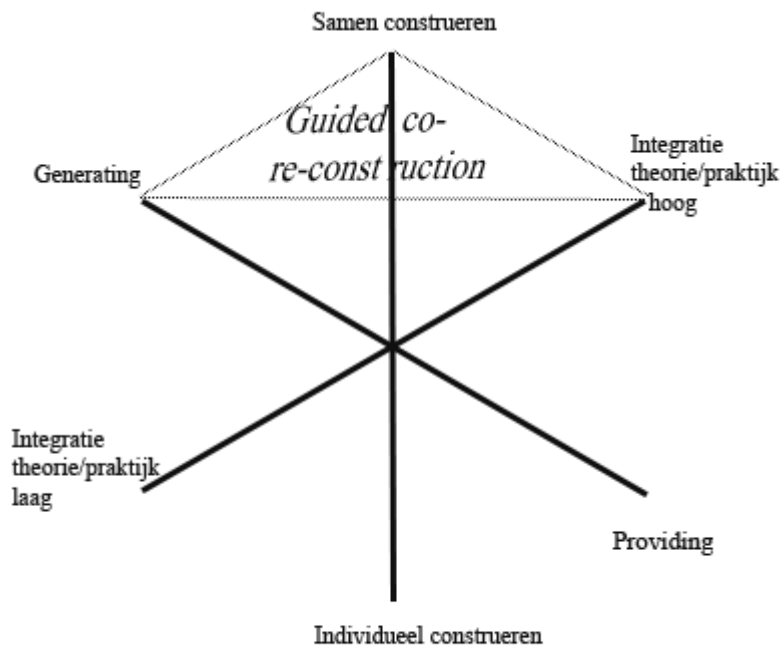 Samen construeren
Guided co-
re-construction
Generating
Integratie
theorie/praktijk
hoog
Integratie
theorie/praktijk
laag
Providing
Individueel construeren